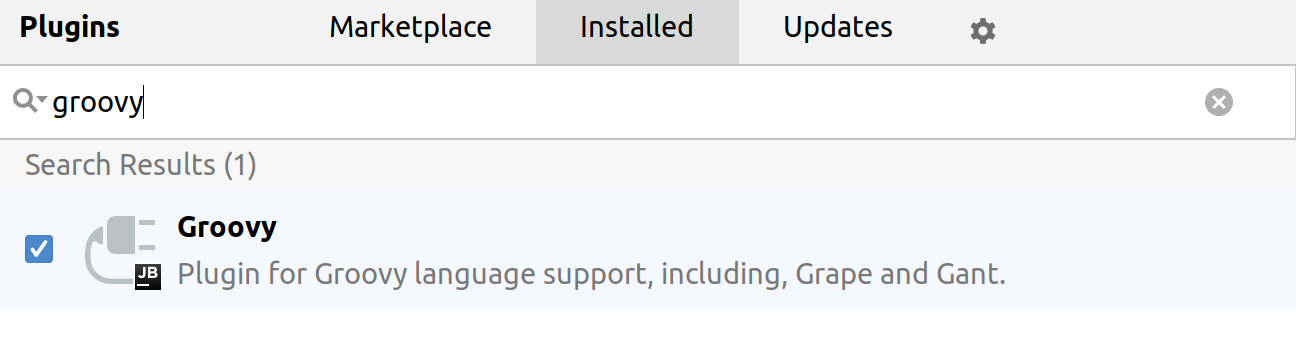 Plugins Marketplace Installed Updates
groovy
Search Results (1)
Groovy
JB
Plugin for Groovy language support, including, Grape and Gant.